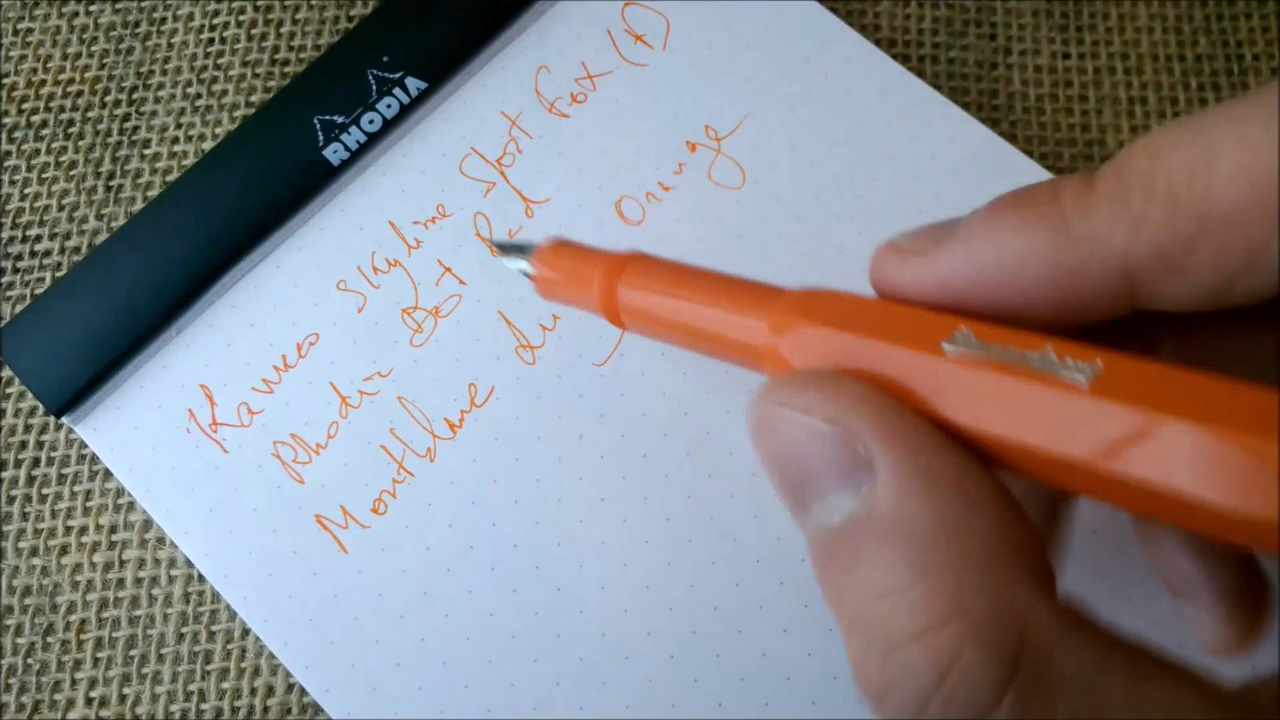 RHODIA
Kaweco Skyline Sport Fox (F)
Rhodia Dot Pad
Montblanc Orange